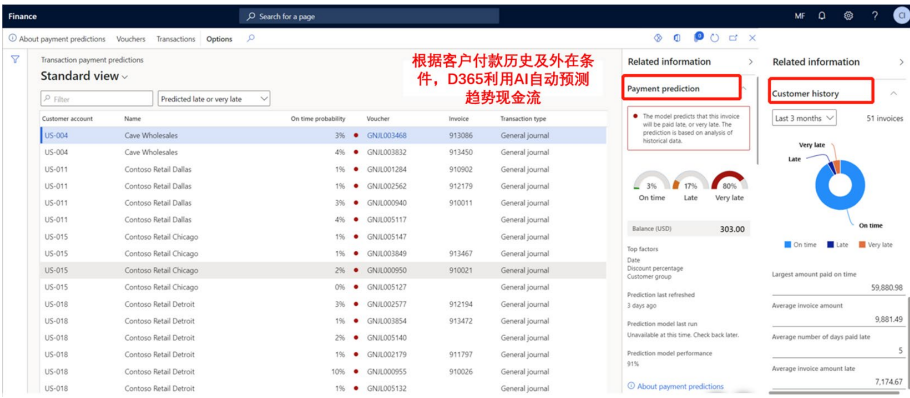 Finance
Search for a page
MF
?
CI
About payment predictions Vouchers Transactions Options
Transaction payment predictions
Standard view
根据客户付款历史及外在条
件，D365利用AI自动预测
趋势现金流
Filter
Predicted late or very late
Customer account Name On time probability Voucher Invoice Transaction type
US-004 Cave Wholesales 3% GNJL003468 913086 General journal
US-004 Cave Wholesales 4% GNJL003832 913450 General journal
US-011 Contoso Retail Dallas 1% GNJL001284 910902 General journal
US-011 Contoso Retail Dallas 1% GNJL002562 912179 General journal
US-011 Contoso Retail Dallas 3% GNJL000940 910011 General journal
US-011 Contoso Retail Dallas 4% GNJL005117 General journal
US-015 Contoso Retail Chicago 1% GNJL005147 General journal
US-015 Contoso Retail Chicago 1% GNJL003849 913467 General journal
US-015 Contoso Retail Chicago 2% GNJL000950 910021 General journal
US-015 Contoso Retail Chicago 0% GNJL005127 General journal
US-018 Contoso Retail Detroit 3% GNJL002577 912194 General journal
US-018 Contoso Retail Detroit 1% GNJL003854 913472 General journal
US-018 Contoso Retail Detroit 2% GNJL005140 General journal
US-018 Contoso Retail Detroit 1% GNJL002179 911797 General journal
US-018 Contoso Retail Detroit 10% GNJL000955 910026 General journal
US-018 Contoso Retail Detroit 1% GNJL005132 General journal
Related information
Payment prediction
The model predicts that this invoice
will be paid late, or very late. The
prediction is based on analysis of
historical data.
3% 17% 80%
On time Late Very late
Balance (USD) 303.00
Top factors
Date
Discount percentage
Customer group
Prediction last refreshed
3 days ago
Prediction model last run
Unavailable at this time. Check back later.
Prediction model performance
91%
About payment predictions
Related information
Customer history
Last 3 months 51 invoices
Very late
Late
On time
On time Late Very late
Largest amount paid on time
59,880.98
Average invoice amount
9,881.49
Average number of days paid late
5
Average invoice amount late
7,174.67